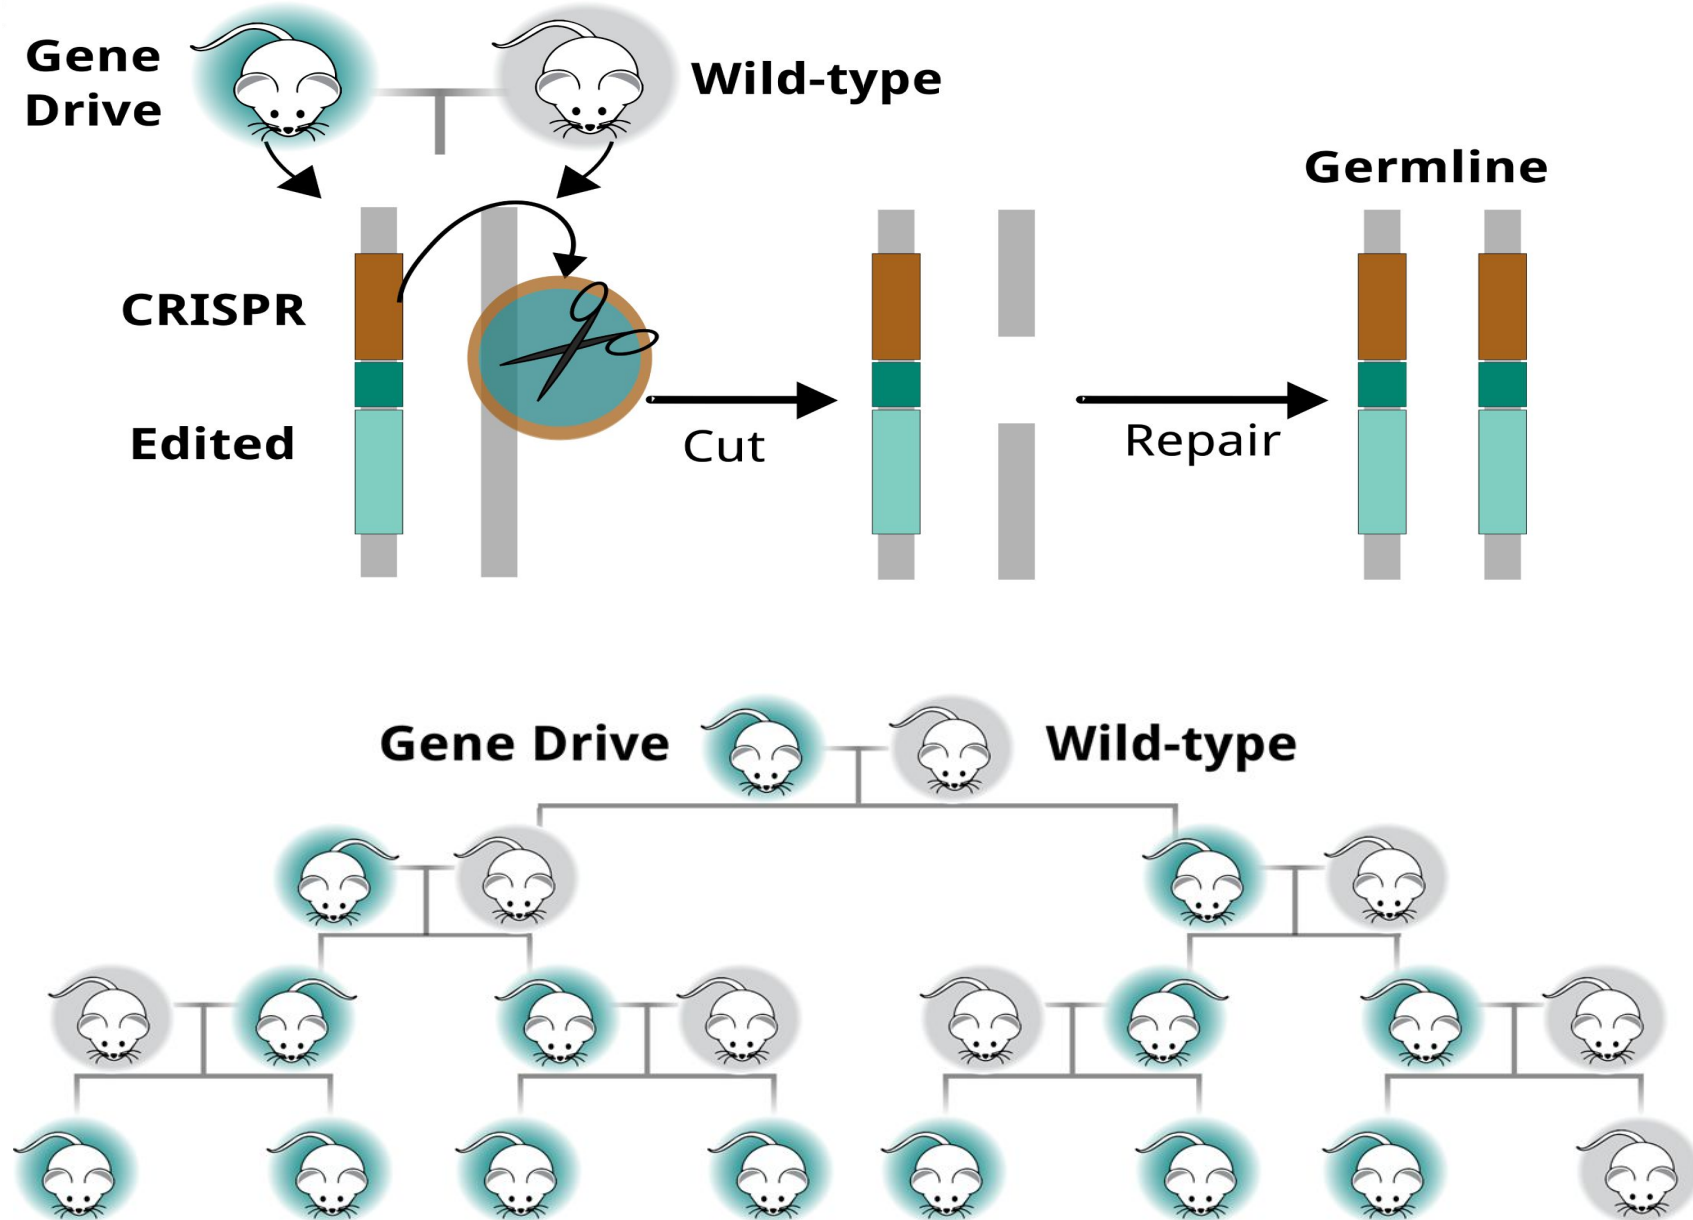 Gene
Drive
Wild-type
Germline
CRISPR
Edited
Cut
Repair
Gene Drive
Wild-type